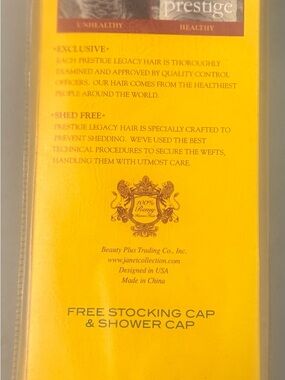 prestige
UNHEALTHY
HEALTHY
•EXCLUSIVE•
EACH PRESTIGE LEGACY HAIR IS THOROUGHLY
EXAMINED AND APPROVED BY QUALITY CONTROL
OFFICERS. OUR HAIR COMES FROM THE HEALTHIEST
PEOPLE AROUND THE WORLD.
•SHED FREE•
PRESTIGE LEGACY HAIR IS SPECIALLY CRAFTED TO
PREVENT SHEDDING. WE'VE USED THE BEST
TECHNICAL PROCEDURES TO SECURE THE WEFTS,
HANDLING THEM WITH UTMOST CARE.
100%
Remy
Beauty Plus Trading Co., Inc.
www.janetcollection.com
Designed in USA
Made in China
FREE STOCKING CAP
& SHOWER CAP